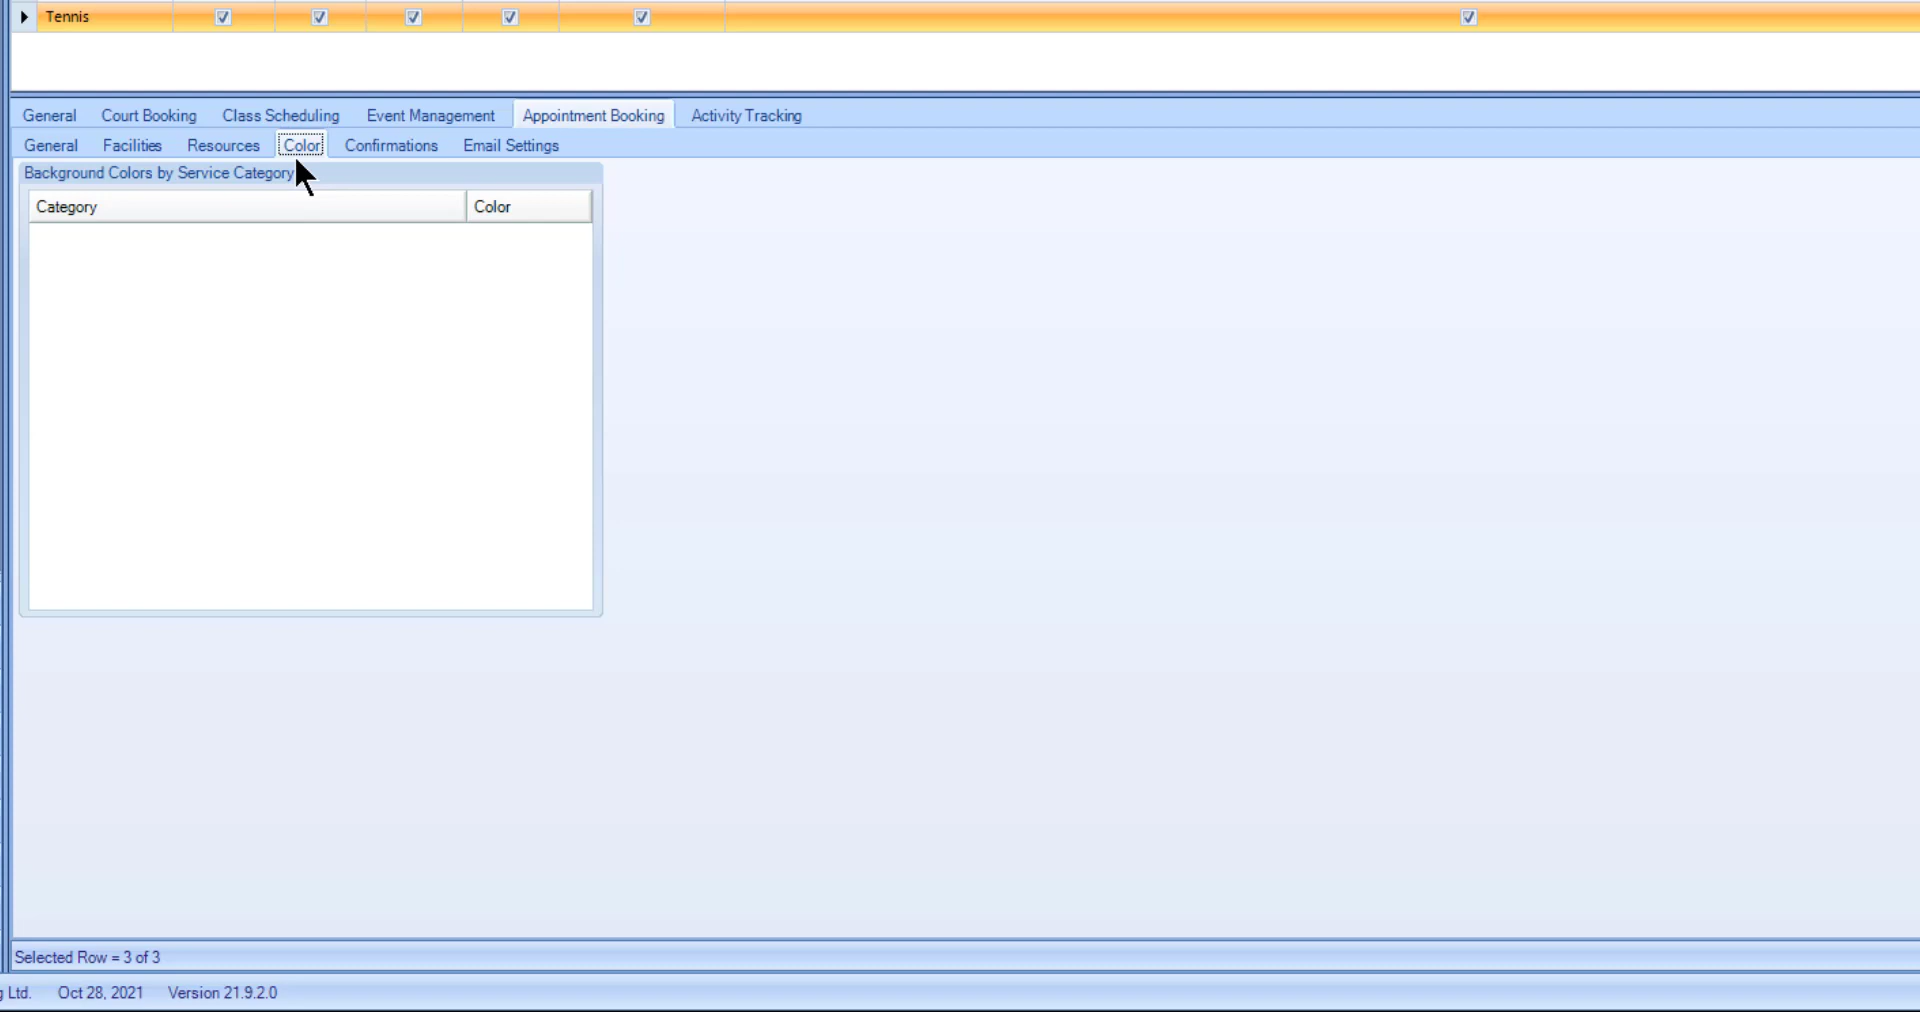 Tennis
General Court Booking Class Scheduling Event Management Appointment Booking Activity Tracking
General Facilities Resources Color Confirmations Email Settings
Background Colors by Service Category
Category Color
Selected Row = 3 of 3
Ltd. Oct 28, 2021 Version 21.9.2.0